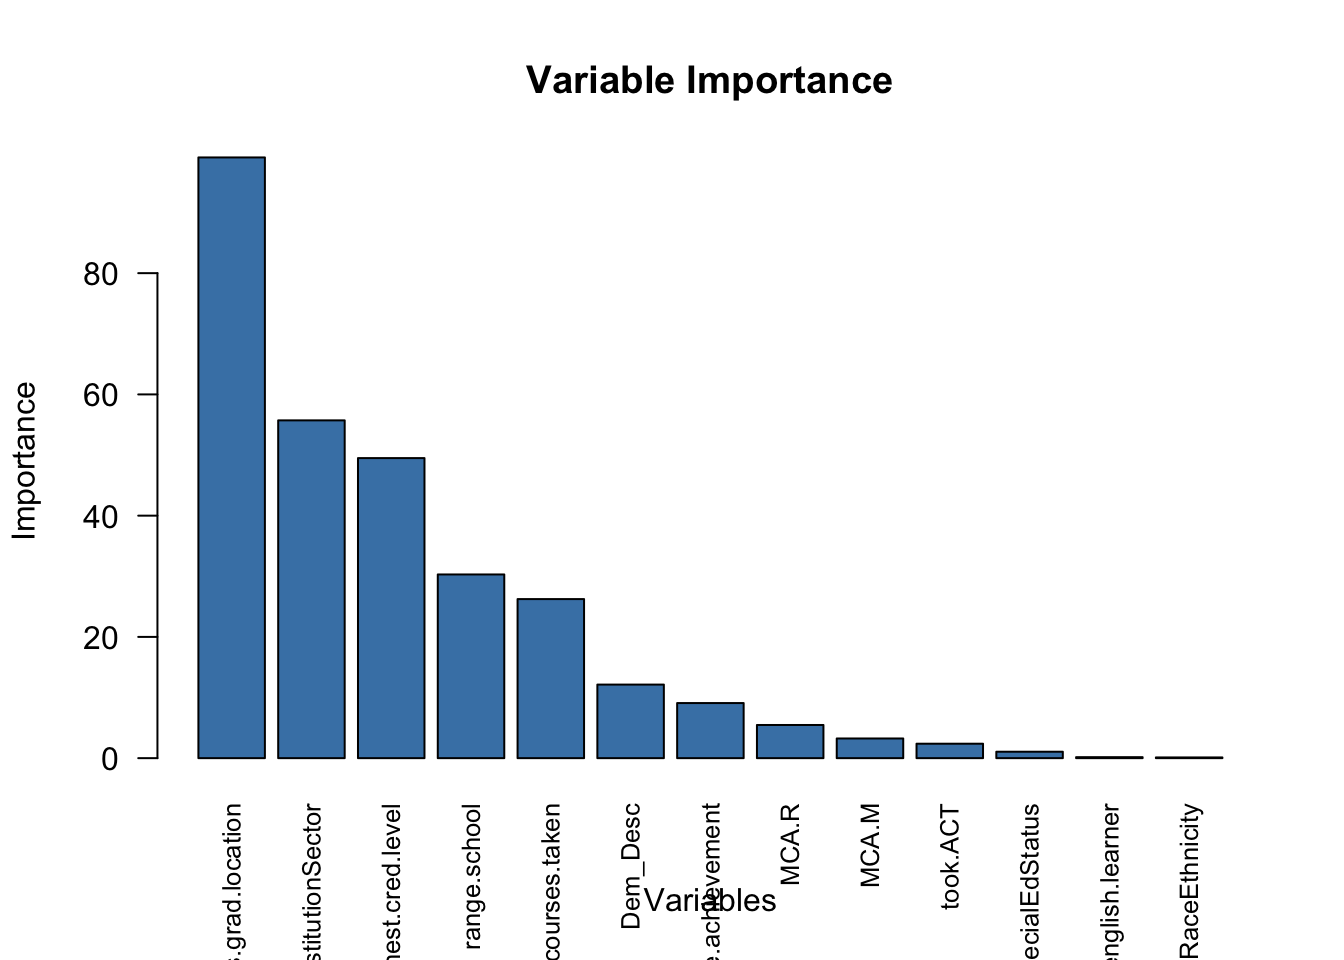 Variable Importance
Importance
80
60
40
20
0
s.grad.location
stitutionSector
nest.cred.level
range.school
courses.taken
Dem_Desc
e.achievement
MCA.R
MCA.M
took.ACT
ecialEdStatus
english.learner
RaceEthnicity
Variables